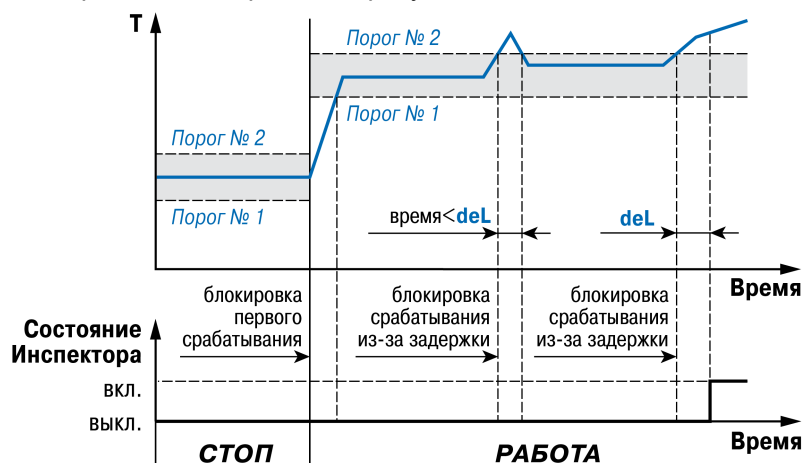 T
Порог № 2
Порог № 1
Порог № 2
Порог № 1
время<deL
deL
Время
блокировка
первого
срабатывания
блокировка
срабатывания
из-за задержки
блокировка
срабатывания
из-за задержки
Состояние
Инспектора
вкл.
выкл.
Время
СТОП
РАБОТА